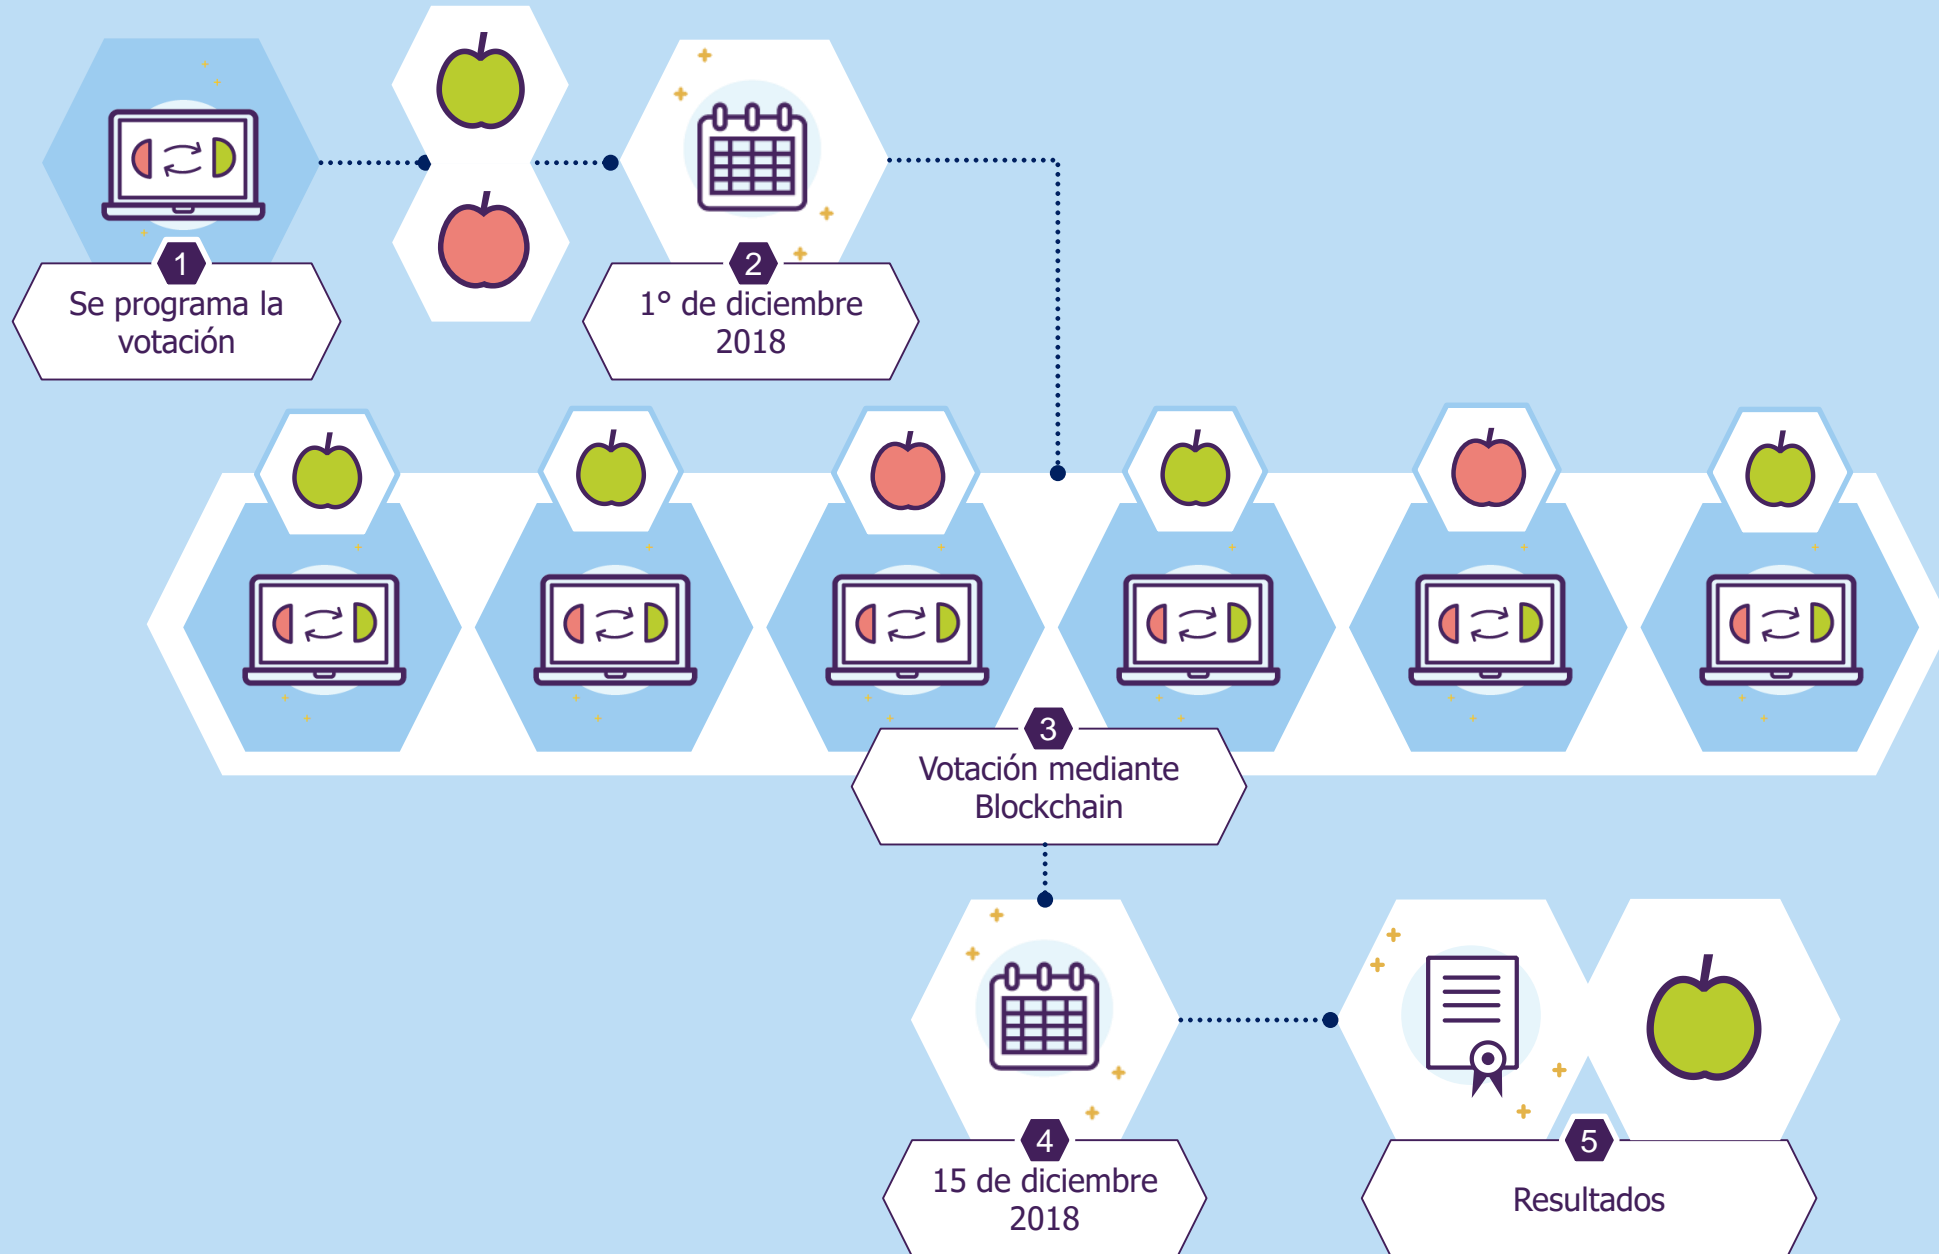 1
Se programa la
votación
2
1° de diciembre
2018
3
Votación mediante
Blockchain
4
15 de diciembre
2018
5
Resultados